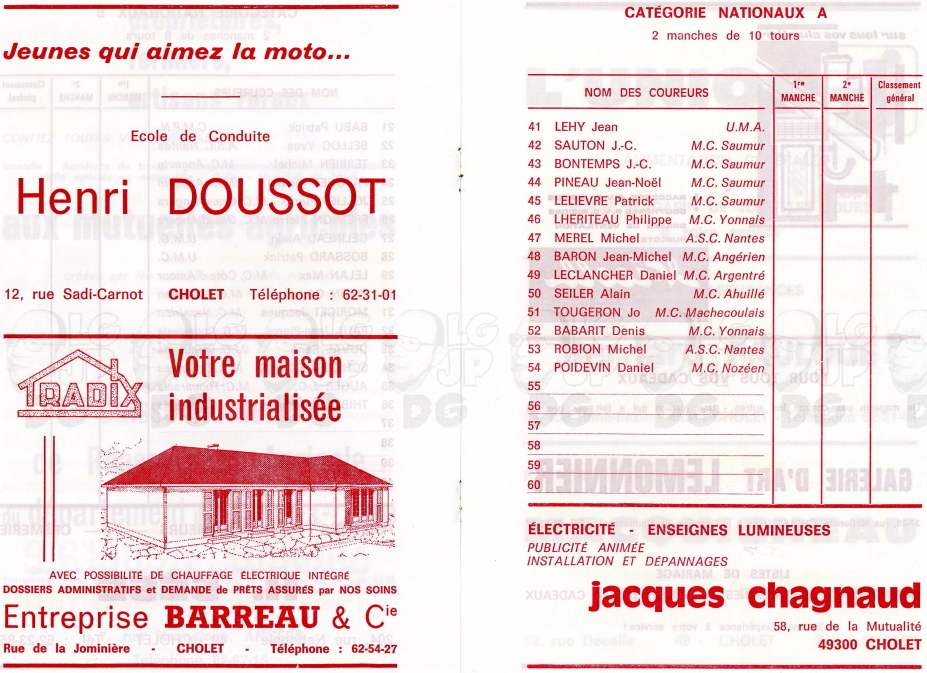 Jeunes qui aimez la moto...
Ecole de Conduite
Henri DOUSSOT
12, rue Sadi-Carnot CHOLET Téléphone : 62-31-01
TRADIX
Votre maison
industrialisée
AVEC POSSIBILITÉ DE CHAUFFAGE ÉLECTRIQUE INTÉGRÉ
DOSSIERS ADMINISTRATIFS et DEMANDE de PRÊTS ASSURÉS par NOS SOINS
Entreprise BARREAU & Cie
Rue de la Jominière - CHOLET - Téléphone : 62-54-27
CATÉGORIE NATIONAUX A
2 manches de 10 tours
NOM DES COUREURS 1re MANCHE 2e MANCHE Classement général
41 LEHY Jean U.M.A.
42 SAUTON J.-C. M.C. Saumur
43 BONTEMPS J.-C. M.C. Saumur
44 PINEAU Jean-Noël M.C. Saumur
45 LELIEVRE Patrick M.C. Saumur
46 LHERITEAU Philippe M.C. Yonnais
47 MEREL Michel A.S.C. Nantes
48 BARON Jean-Michel M.C. Angérien
49 LECLANCHER Daniel M.C. Argentré
50 SEILER Alain M.C. Ahuillé
51 TOUGERON Jo M.C. Machecoulais
52 BABARIT Denis M.C. Yonnais
53 ROBION Michel A.S.C. Nantes
54 POIDEVIN Daniel M.C. Nozéen
55
56
57
58
59
60
ÉLECTRICITÉ - ENSEIGNES LUMINEUSES
PUBLICITÉ ANIMÉE
INSTALLATION ET DÉPANNAGES
jacques chagnaud
58, rue de la Mutualité
49300 CHOLET